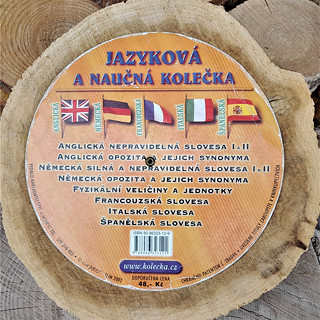 JAZYKOVÁ
A NAUČNÁ KOLEČKA
ANGLICKÁ
NĚMECKÁ
FRANCOUZSKÁ
ITALSKÁ
ŠPANĚLSKÁ
ANGLICKÁ NEPRAVIDELNÁ SLOVESA I.II
ANGLICKÁ OPOZITA A JEJICH SYNONYMA
NĚMECKÁ SILNÁ A NEPRAVIDELNÁ SLOVESA I.II
NĚMECKÁ OPOZITA A JEJICH SYNONYMA
FYZIKÁLNÍ VELIČINY A JEDNOTKY
FRANCOUZSKÁ SLOVESA
ITALSKÁ SLOVESA
ŠPANĚLSKÁ SLOVESA
www.kolecka.cz
DOPORUČENÁ CENA
48,- Kč